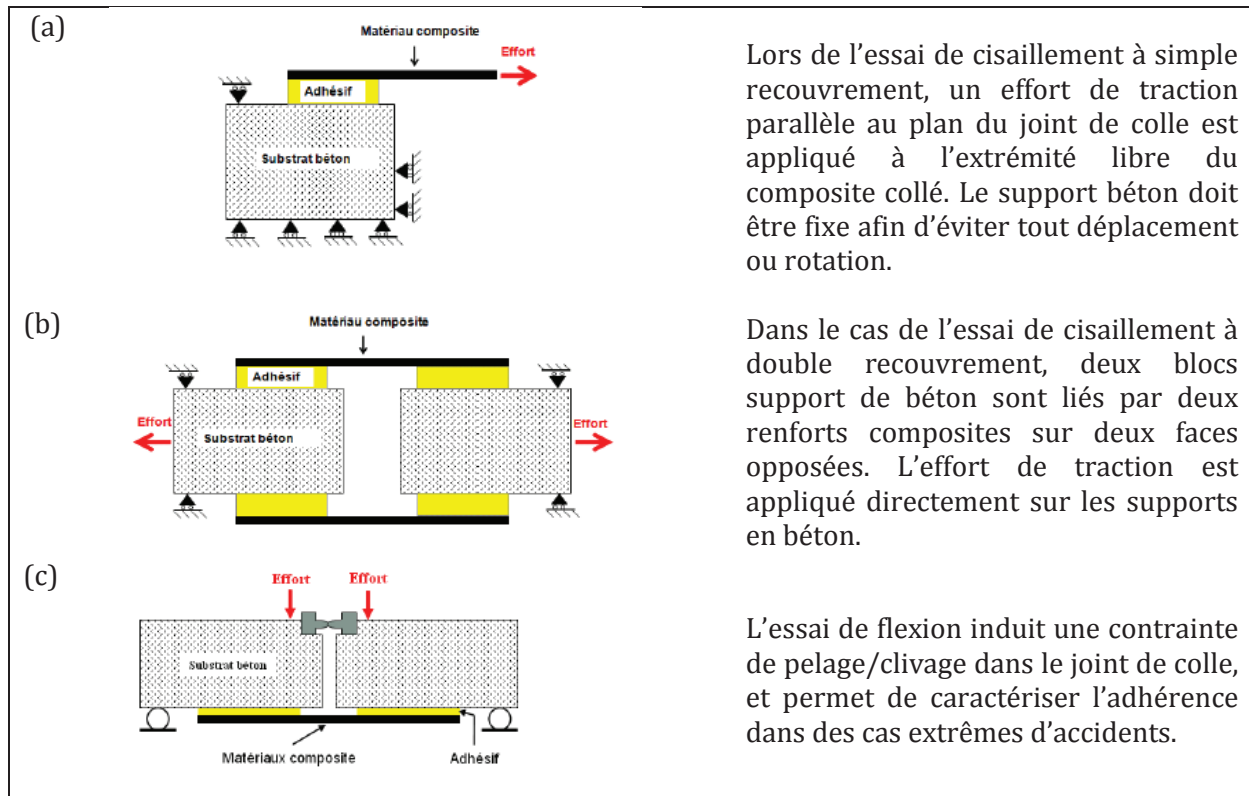 (a)
Matériau composite
Effort
Adhésif
Substrat béton
Lors de l'essai de cisaillement à simple
recouvrement, un effort de traction
parallèle au plan du joint de colle est
appliqué à l'extrémité libre du
composite collé. Le support béton doit
être fixe afin d'éviter tout déplacement
ou rotation.
(b)
Matériau composite
Adhésif
Effort
Substrat béton
Effort
Dans le cas de l'essai de cisaillement à
double recouvrement, deux blocs
support de béton sont liés par deux
renforts composites sur deux faces
opposées. L'effort de traction est
appliqué directement sur les supports
en béton.
(c)
Effort
Effort
Substrat béton
Matériaux composite
Adhésif
L'essai de flexion induit une contrainte
de pelage/clivage dans le joint de colle,
et permet de caractériser l'adhérence
dans des cas extrêmes d'accidents.